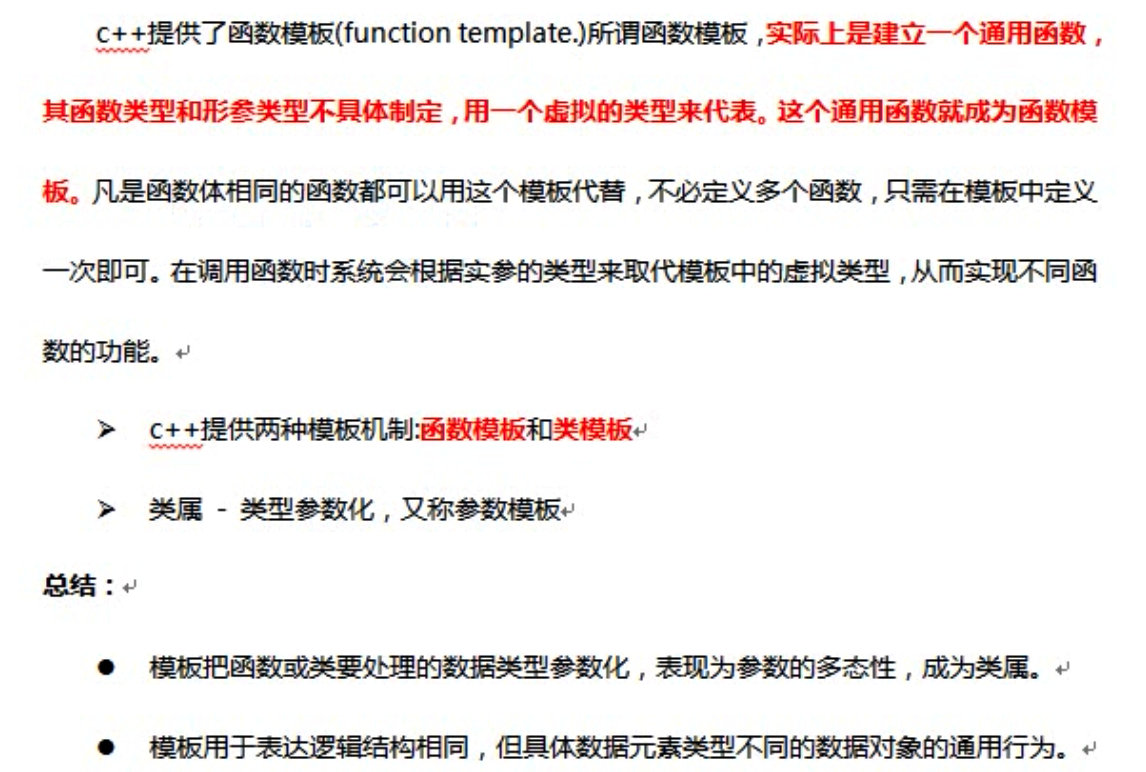 c++提供了函数模板(function template.)所谓函数模板,实际上是建立一个通用函数,
其函数类型和形参类型不具体制定,用一个虚拟的类型来代表。这个通用函数就成为函数模
板。凡是函数体相同的函数都可以用这个模板代替,不必定义多个函数,只需在模板中定义
一次即可。在调用函数时系统会根据实参的类型来取代模板中的虚拟类型,从而实现不同函
数的功能。↵
➢ c++提供两种模板机制:函数模板和类模板↵
➢ 类属 - 类型参数化,又称参数模板↵
总结:↵
● 模板把函数或类要处理的数据类型参数化,表现为参数的多态性,成为类属。↵
● 模板用于表达逻辑结构相同,但具体数据元素类型不同的数据对象的通用行为。↵